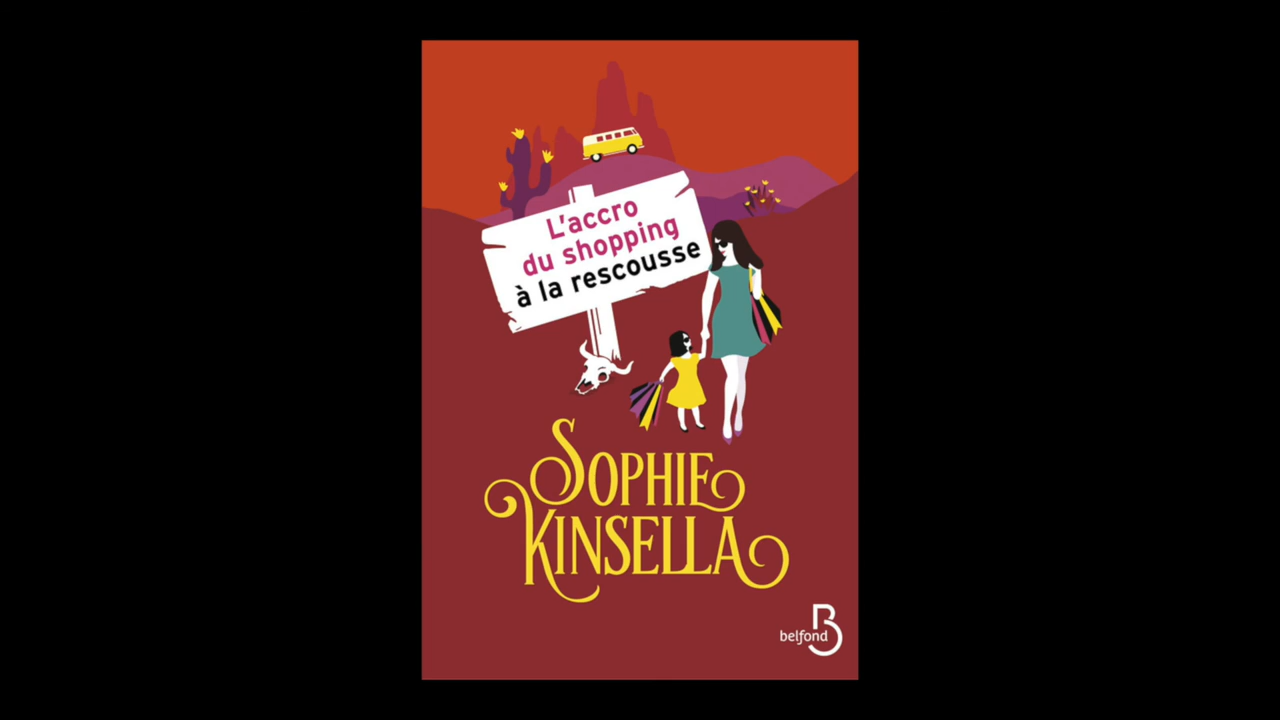 L'accro
du shopping
à la rescousse
SOPHIE
KINSELLA
belfond